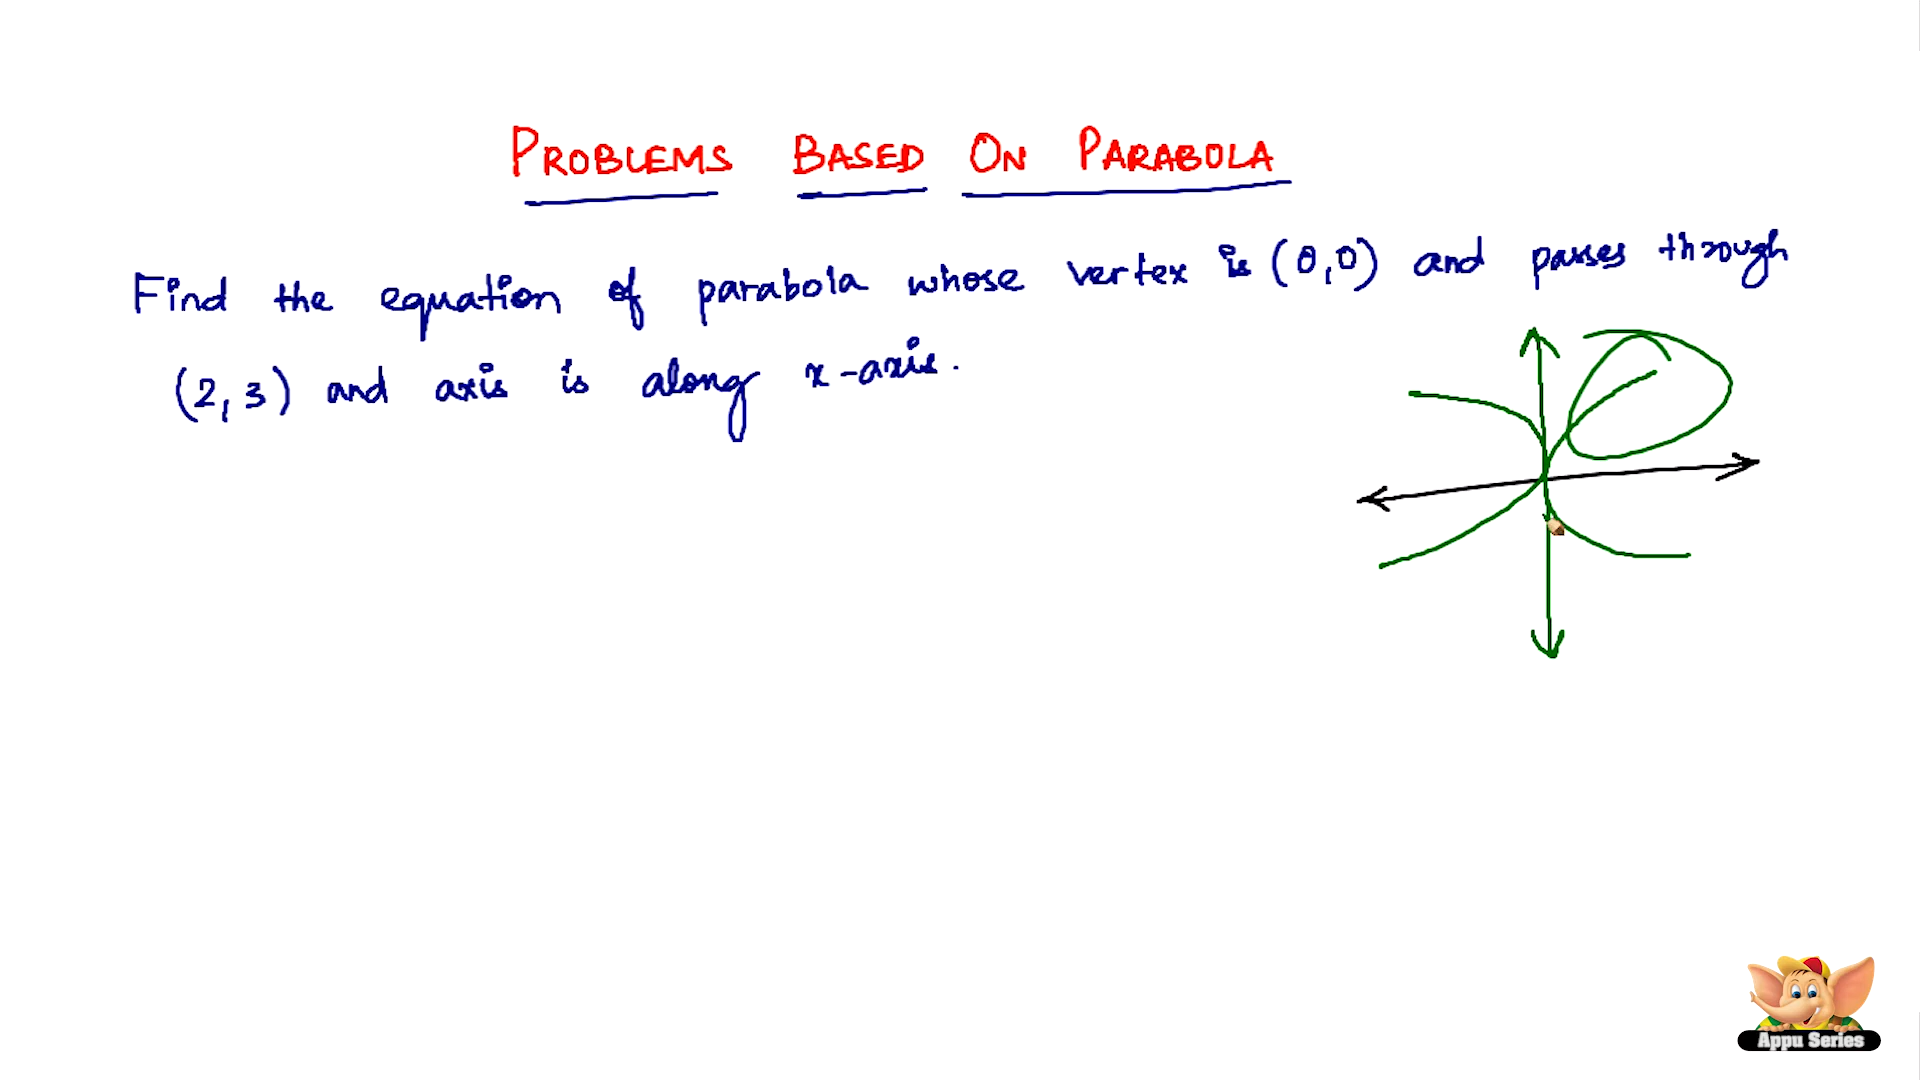 PROBLEMS BASED ON PARABOLA
Find the equation of parabola whose vertex is (0,0) and passes through
(2,3) and axis is along x-axis.
Appu Series